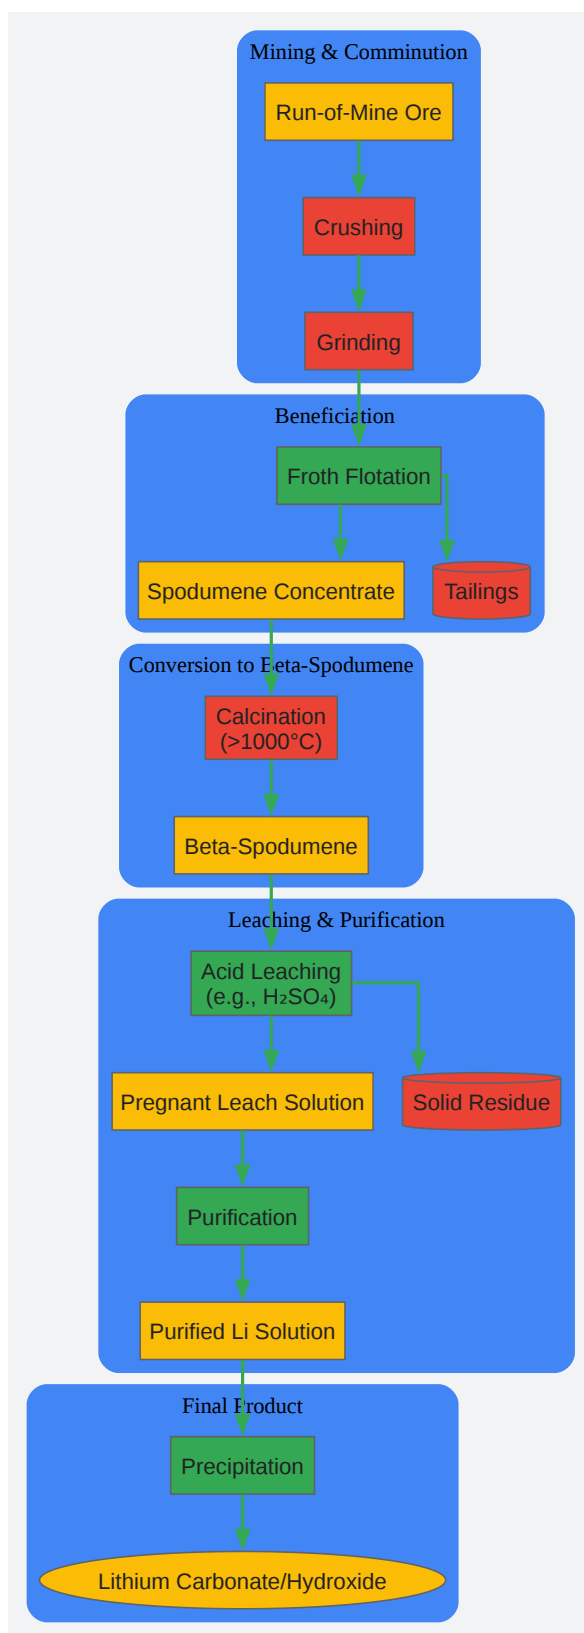 Mining & Comminution
Run-of-Mine Ore
Crushing
Grinding
Beneficiation
Froth Flotation
Spodumene Concentrate
Tailings
Conversion to Beta-Spodumene
Calcination
(>1000°C)
Beta-Spodumene
Leaching & Purification
Acid Leaching
(e.g., H₂SO₄)
Pregnant Leach Solution
Solid Residue
Purification
Purified Li Solution
Final Product
Precipitation
Lithium Carbonate/Hydroxide